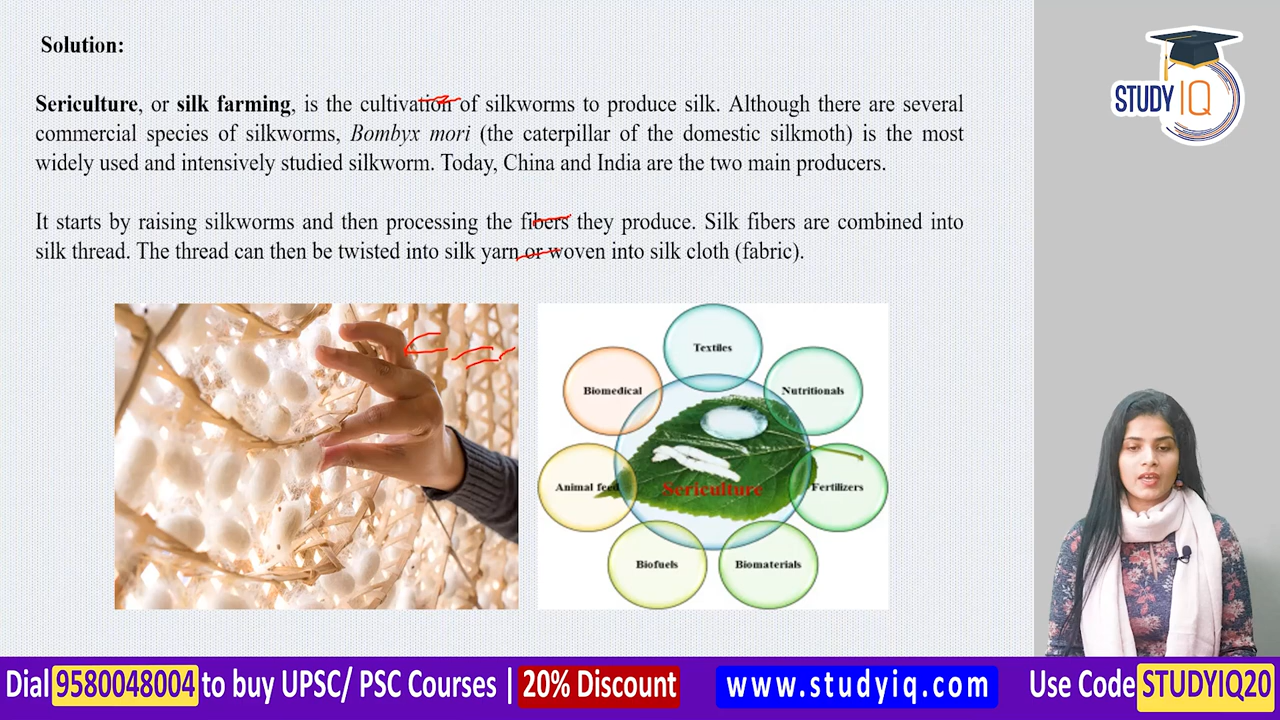 Solution:
Sericulture, or silk farming, is the cultivation of silkworms to produce silk. Although there are several
commercial species of silkworms, Bombyx mori (the caterpillar of the domestic silkmoth) is the most
widely used and intensively studied silkworm. Today, China and India are the two main producers.
It starts by raising silkworms and then processing the fibers they produce. Silk fibers are combined into
silk thread. The thread can then be twisted into silk yarn or woven into silk cloth (fabric).
Textiles
Biomedical
Nutritionals
Animal feed
Sericulture
Fertilizers
Biofuels
Biomaterials
STUDY IQ
Dial 9580048004 to buy UPSC/ PSC Courses | 20% Discount
www.studyiq.com
Use Code STUDYIQ20